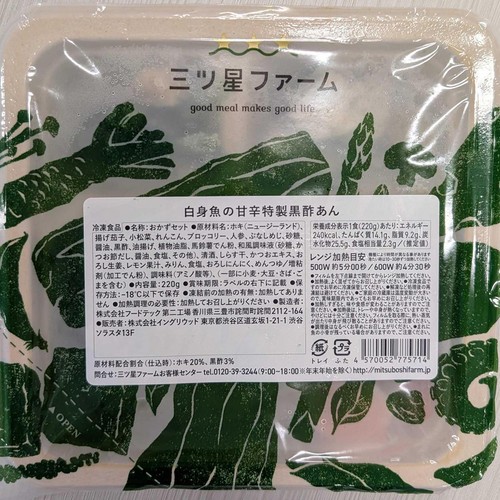 三ツ星ファーム
good meal makes good life.
白身魚の甘辛特製黒酢あん
冷凍食品 ●名称:おかずセット ●原材料名:ホキ(ニュージーランド)、
揚げ茄子、小松菜、れんこん、ブロッコリー、人参、ぶなしめじ、砂糖、
醤油、黒酢、油揚げ、植物油脂、馬鈴薯でん粉、和風調味液(砂糖、か
つお節だし、醤油、食塩、その他)、清酒、しらす干、かつおエキス、お
ろし生姜、レモン果汁、みりん、食塩、おろしにんにく、めんつゆ/増粘
剤(加工でん粉)、調味料(アミノ酸等)、(一部に小麦・大豆・さば・ご
まを含む) ●内容量:220g ●賞味期限:ラベルの右下に記載 ●保
存方法:-18℃以下で保存 ●凍結前の加熱の有無:加熱してありま
せん ●加熱調理の必要性:加熱してお召し上がりください ●製造者:
株式会社フードテック 第二工場 香川県三豊市詫間町詫間2112-164
●販売者:株式会社イングリウッド 東京都渋谷区道玄坂1-21-1 渋谷
ソラスタ13F
原材料配合割合(仕込時):ホキ20%、黒酢3%
問合せ:三ツ星ファームお客様センター Tel.0120-39-3244(9:00~18:00※年末年始を除く)http://mitsuboshifarm.jp
栄養成分表示1食(220g)あたり:エネルギー
240kcal、たんぱく質14.1g、脂質9.2g、炭
水化物25.5g、食塩相当量2.3g/(推定値)
レンジ加熱目安
500W 約5分00秒/600W 約4分30秒
紙
トレイ
プラ
ふた
4570052775714
OPEN